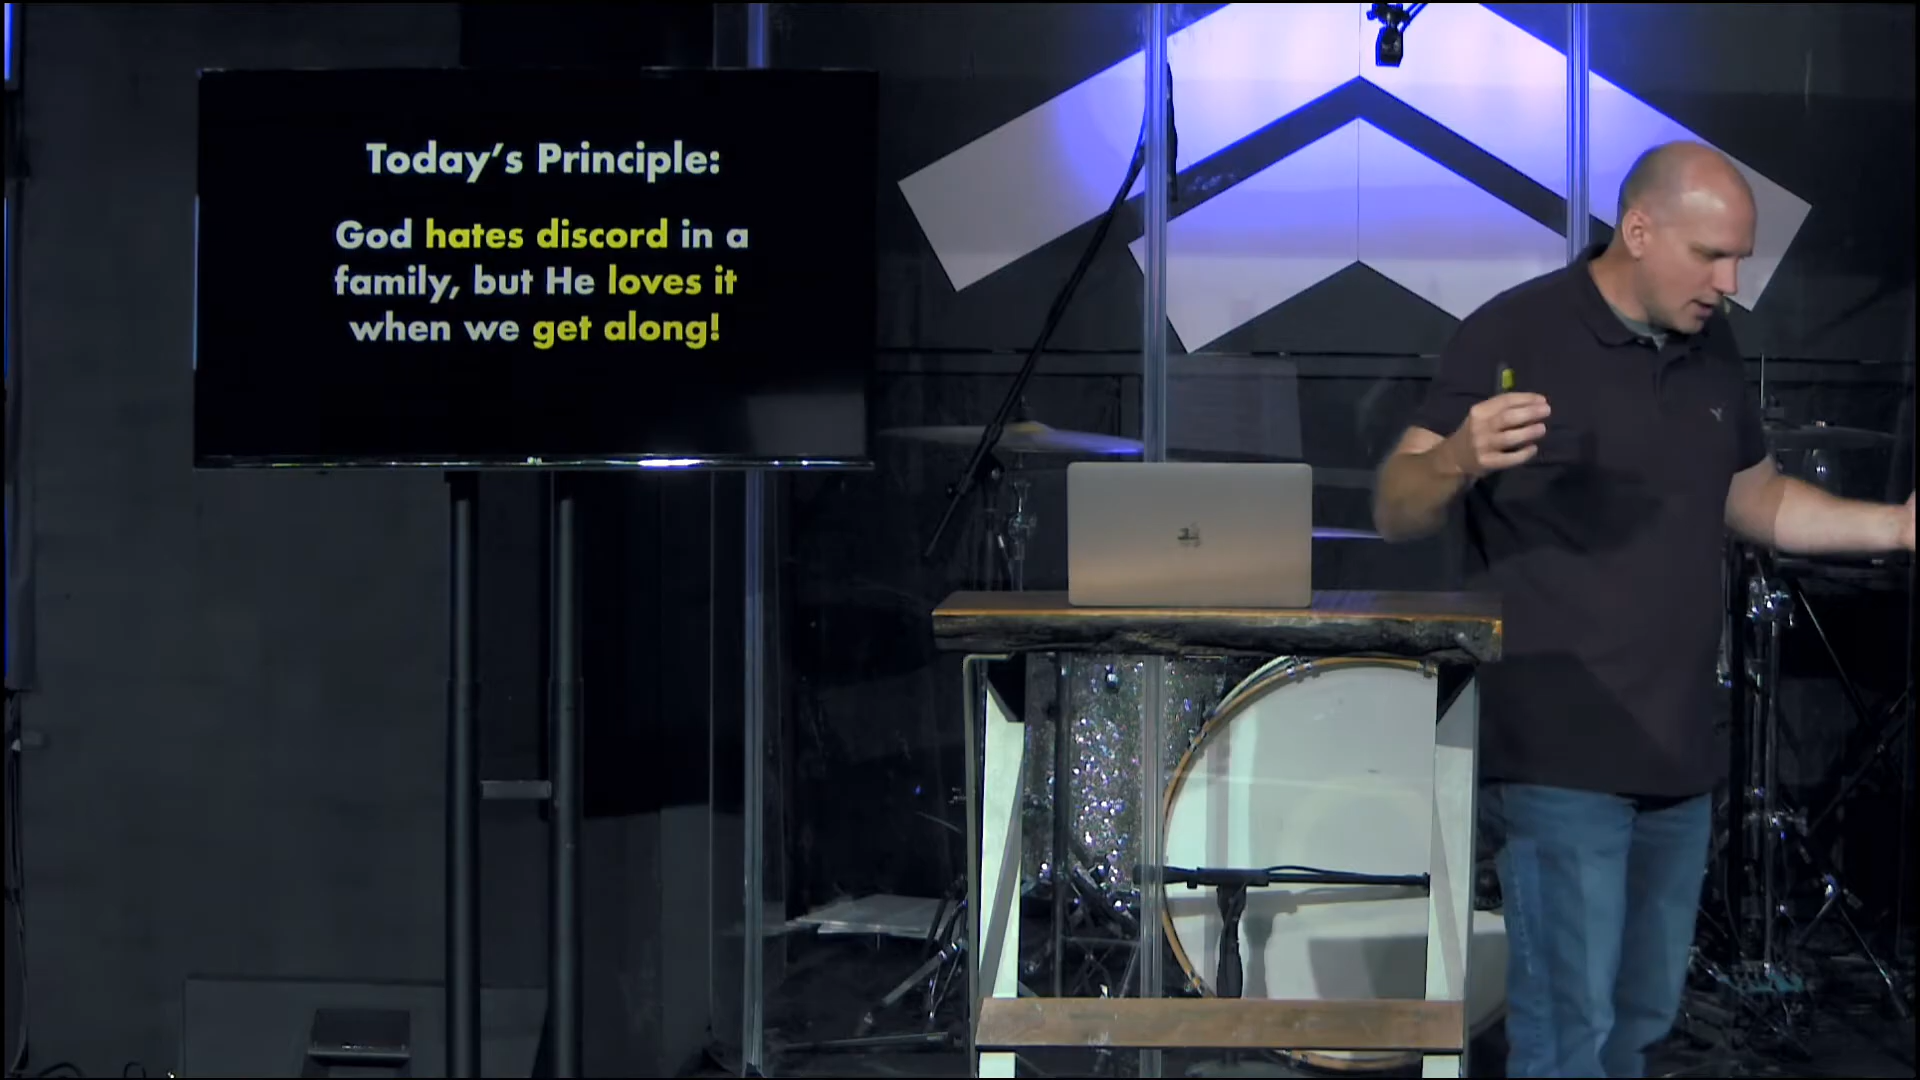 Today's Principle:
God hates discord in a
family, but He loves it
when we get along!